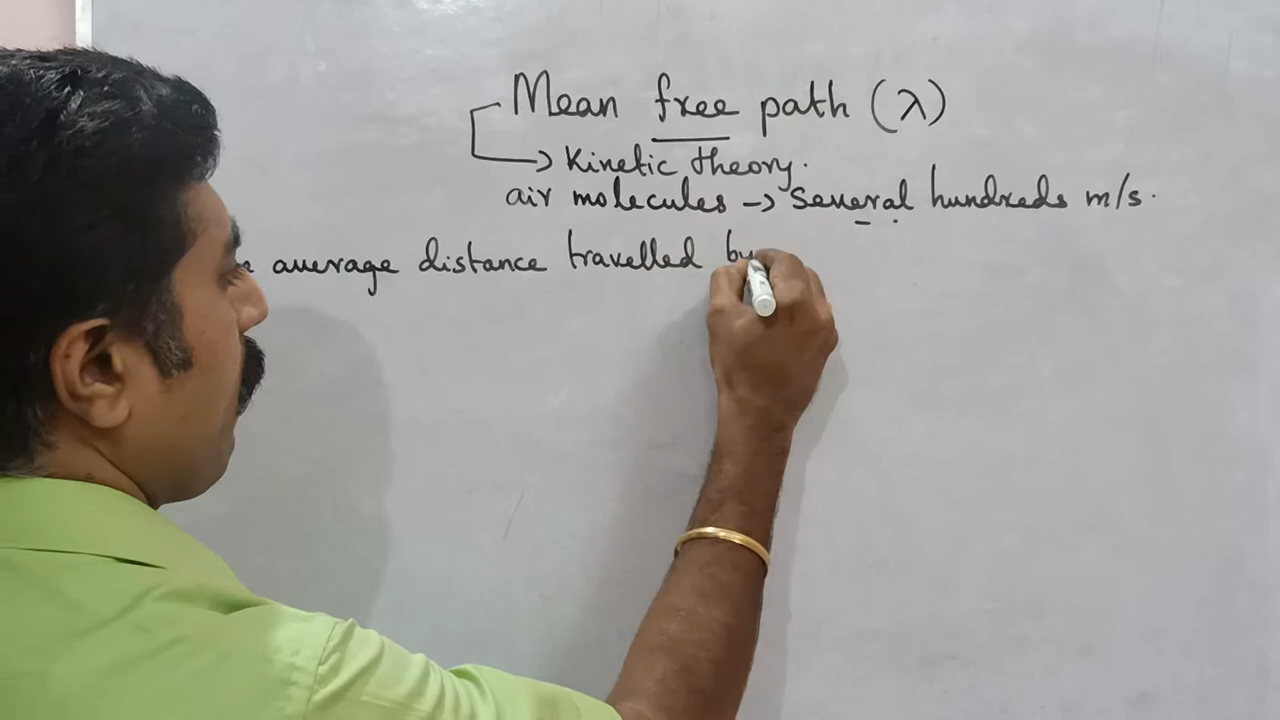 Mean free path (λ)
→ Kinetic theory.
air molecules → Several hundreds m/s.
average distance travelled by